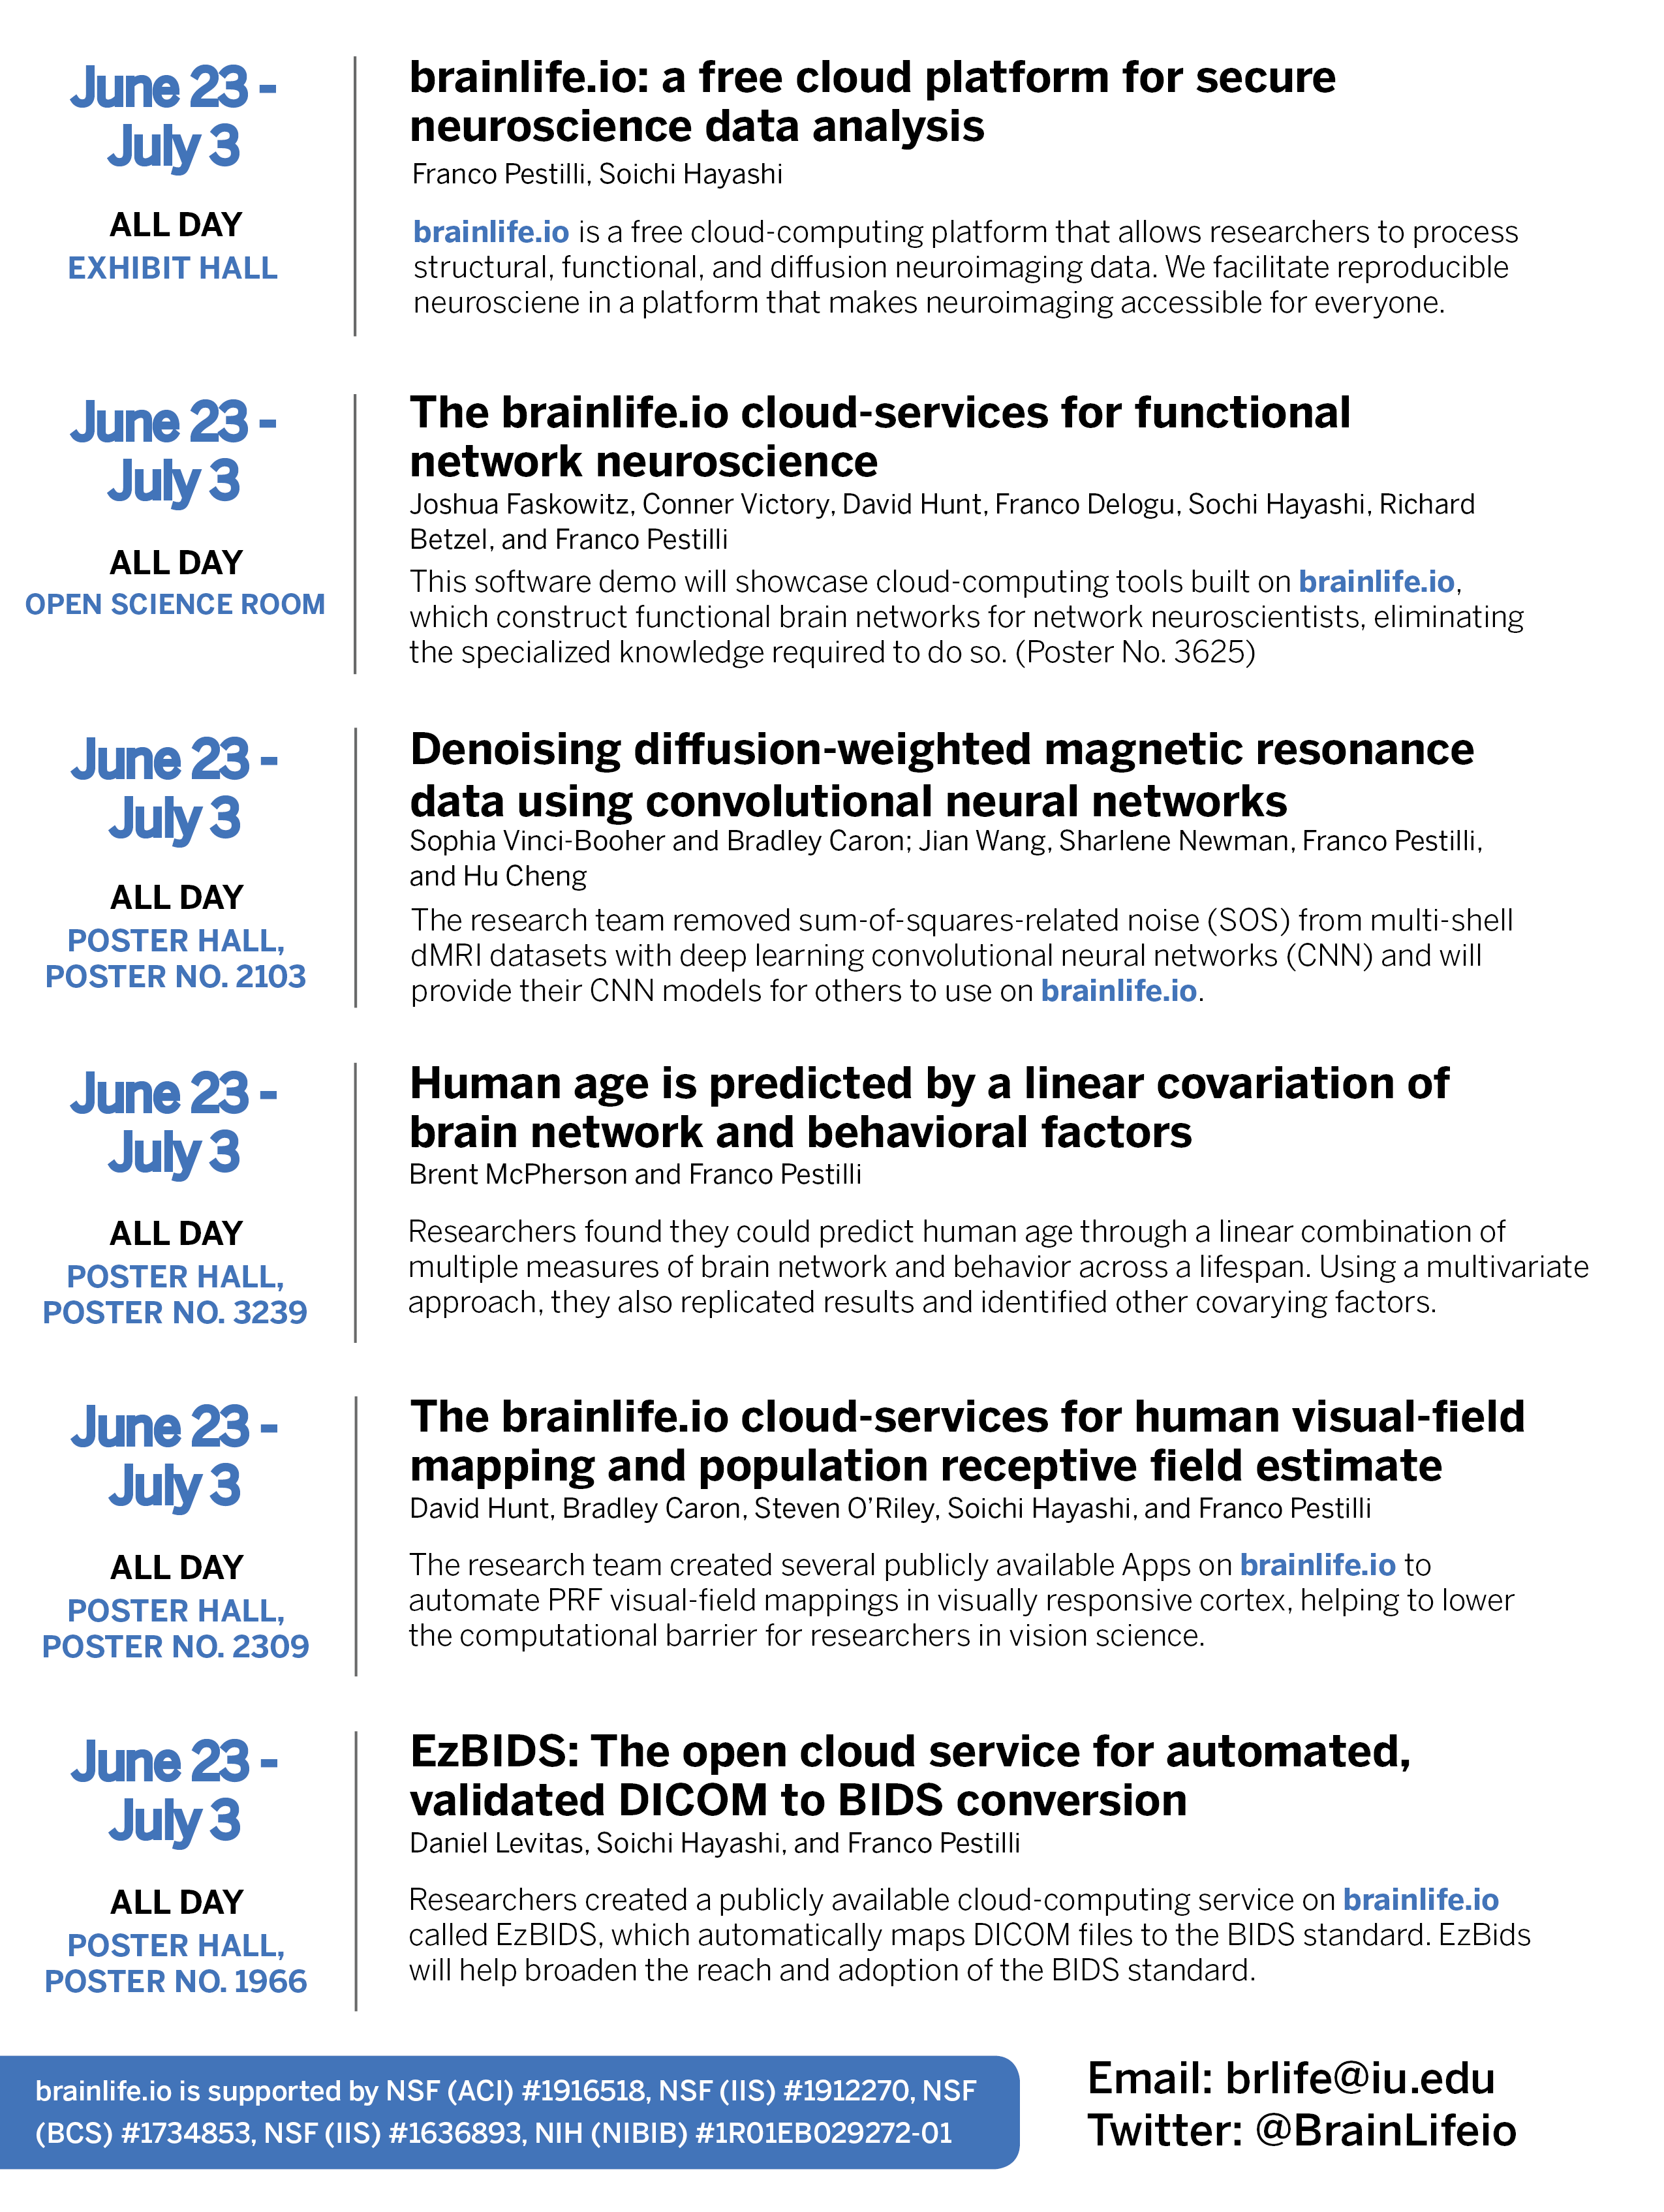 June 23 -
July 3
ALL DAY
EXHIBIT HALL
brainlife.io: a free cloud platform for secure
neuroscience data analysis
Franco Pestilli, Soichi Hayashi
brainlife.io is a free cloud-computing platform that allows researchers to process
structural, functional, and diffusion neuroimaging data. We facilitate reproducible
neurosciene in a platform that makes neuroimaging accessible for everyone.
June 23 -
July 3
ALL DAY
OPEN SCIENCE ROOM
The brainlife.io cloud-services for functional
network neuroscience
Joshua Faskowitz, Conner Victory, David Hunt, Franco Delogu, Sochi Hayashi, Richard
Betzel, and Franco Pestilli
This software demo will showcase cloud-computing tools built on brainlife.io,
which construct functional brain networks for network neuroscientists, eliminating
the specialized knowledge required to do so. (Poster No. 3625)
June 23 -
July 3
ALL DAY
POSTER HALL,
POSTER NO. 2103
Denoising diffusion-weighted magnetic resonance
data using convolutional neural networks
Sophia Vinci-Booher and Bradley Caron; Jian Wang, Sharlene Newman, Franco Pestilli,
and Hu Cheng
The research team removed sum-of-squares-related noise (SOS) from multi-shell
dMRI datasets with deep learning convolutional neural networks (CNN) and will
provide their CNN models for others to use on brainlife.io.
June 23 -
July 3
ALL DAY
POSTER HALL,
POSTER NO. 3239
Human age is predicted by a linear covariation of
brain network and behavioral factors
Brent McPherson and Franco Pestilli
Researchers found they could predict human age through a linear combination of
multiple measures of brain network and behavior across a lifespan. Using a multivariate
approach, they also replicated results and identified other covarying factors.
June 23 -
July 3
ALL DAY
POSTER HALL,
POSTER NO. 2309
The brainlife.io cloud-services for human visual-field
mapping and population receptive field estimate
David Hunt, Bradley Caron, Steven O'Riley, Soichi Hayashi, and Franco Pestilli
The research team created several publicly available Apps on brainlife.io to
automate PRF visual-field mappings in visually responsive cortex, helping to lower
the computational barrier for researchers in vision science.
June 23 -
July 3
ALL DAY
POSTER HALL,
POSTER NO. 1966
EzBIDS: The open cloud service for automated,
validated DICOM to BIDS conversion
Daniel Levitas, Soichi Hayashi, and Franco Pestilli
Researchers created a publicly available cloud-computing service on brainlife.io
called EzBIDS, which automatically maps DICOM files to the BIDS standard. EzBids
will help broaden the reach and adoption of the BIDS standard.
brainlife.io is supported by NSF (ACI) #1916518, NSF (IIS) #1912270, NSF
(BCS) #1734853, NSF (IIS) #1636893, NIH (NIBIB) #1R01EB029272-01
Email: brlife@iu.edu
Twitter: @BrainLifeio